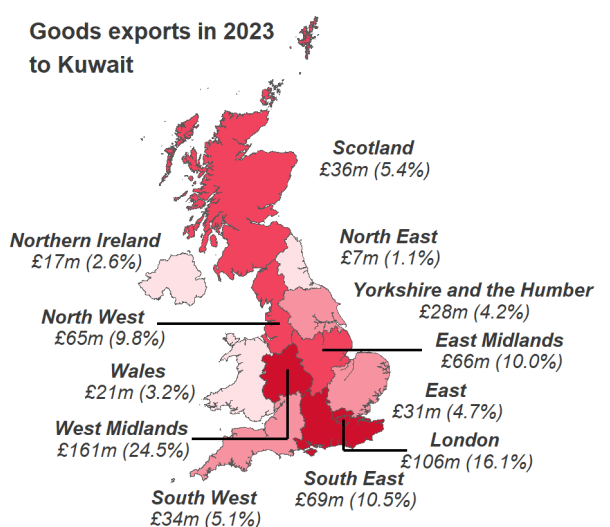 Goods exports in 2023
to Kuwait
Scotland
£36m (5.4%)
Northern Ireland
£17m (2.6%)
North East
£7m (1.1%)
Yorkshire and the Humber
£28m (4.2%)
North West
£65m (9.8%)
East Midlands
£66m (10.0%)
Wales
£21m (3.2%)
East
£31m (4.7%)
West Midlands
£161m (24.5%)
London
£106m (16.1%)
South East
£69m (10.5%)
South West
£34m (5.1%)